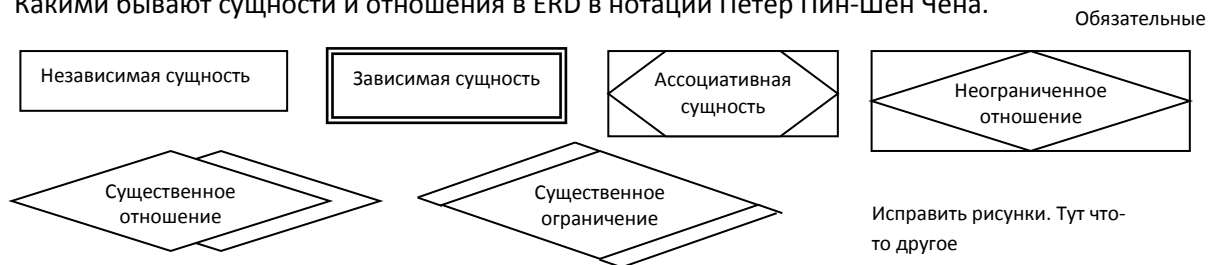 Какими бывают сущности и отношения в ERD в нотации Петер Пин-Шен Чена.
Обязательные
Независимая сущность
Зависимая сущность
Ассоциативная
сущность
Неограниченное
отношение
Существенное
отношение
Существенное
ограничение
Исправить рисунки. Тут что-
то другое